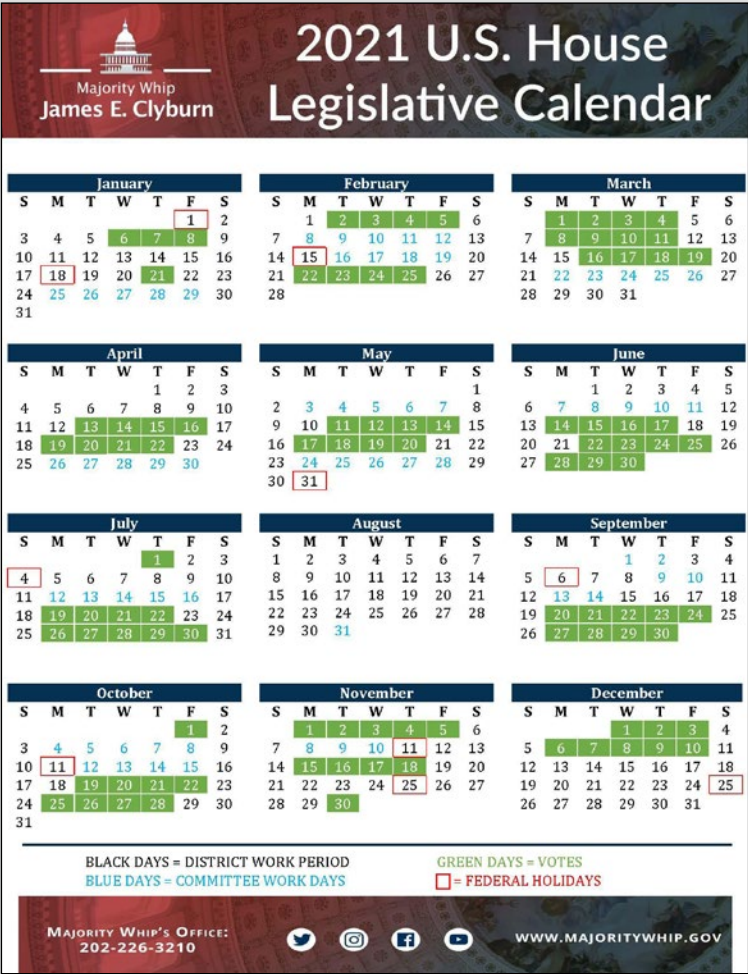 2021 U.S. House
Legislative Calendar
Majority Whip
James E. Clyburn
January
S M T W T F S
1 2
3 4 5 6 7 8 9
10 11 12 13 14 15 16
17 18 19 20 21 22 23
24 25 26 27 28 29 30
31
February
S M T W T F S
1 2 3 4 5 6
7 8 9 10 11 12 13
14 15 16 17 18 19 20
21 22 23 24 25 26 27
28
March
S M T W T F S
1 2 3 4 5 6
7 8 9 10 11 12 13
14 15 16 17 18 19 20
21 22 23 24 25 26 27
28 29 30 31
April
S M T W T F S
1 2 3
4 5 6 7 8 9 10
11 12 13 14 15 16 17
18 19 20 21 22 23 24
25 26 27 28 29 30
May
S M T W T F S
1
2 3 4 5 6 7 8
9 10 11 12 13 14 15
16 17 18 19 20 21 22
23 24 25 26 27 28 29
30 31
June
S M T W T F S
1 2 3 4 5
6 7 8 9 10 11 12
13 14 15 16 17 18 19
20 21 22 23 24 25 26
27 28 29 30
July
S M T W T F S
1 2 3
4 5 6 7 8 9 10
11 12 13 14 15 16 17
18 19 20 21 22 23 24
25 26 27 28 29 30 31
August
S M T W T F S
1 2 3 4 5 6 7
8 9 10 11 12 13 14
15 16 17 18 19 20 21
22 23 24 25 26 27 28
29 30 31
September
S M T W T F S
1 2 3 4
5 6 7 8 9 10 11
12 13 14 15 16 17 18
19 20 21 22 23 24 25
26 27 28 29 30
October
S M T W T F S
1 2
3 4 5 6 7 8 9
10 11 12 13 14 15 16
17 18 19 20 21 22 23
24 25 26 27 28 29 30
31
November
S M T W T F S
1 2 3 4 5 6
7 8 9 10 11 12 13
14 15 16 17 18 19 20
21 22 23 24 25 26 27
28 29 30
December
S M T W T F S
1 2 3 4
5 6 7 8 9 10 11
12 13 14 15 16 17 18
19 20 21 22 23 24 25
26 27 28 29 30 31
BLACK DAYS = DISTRICT WORK PERIOD
GREEN DAYS = VOTES
BLUE DAYS = COMMITTEE WORK DAYS
= FEDERAL HOLIDAYS
MAJORITY WHIP'S OFFICE:
202-226-3210
WWW.MAJORITYWHIP.GOV